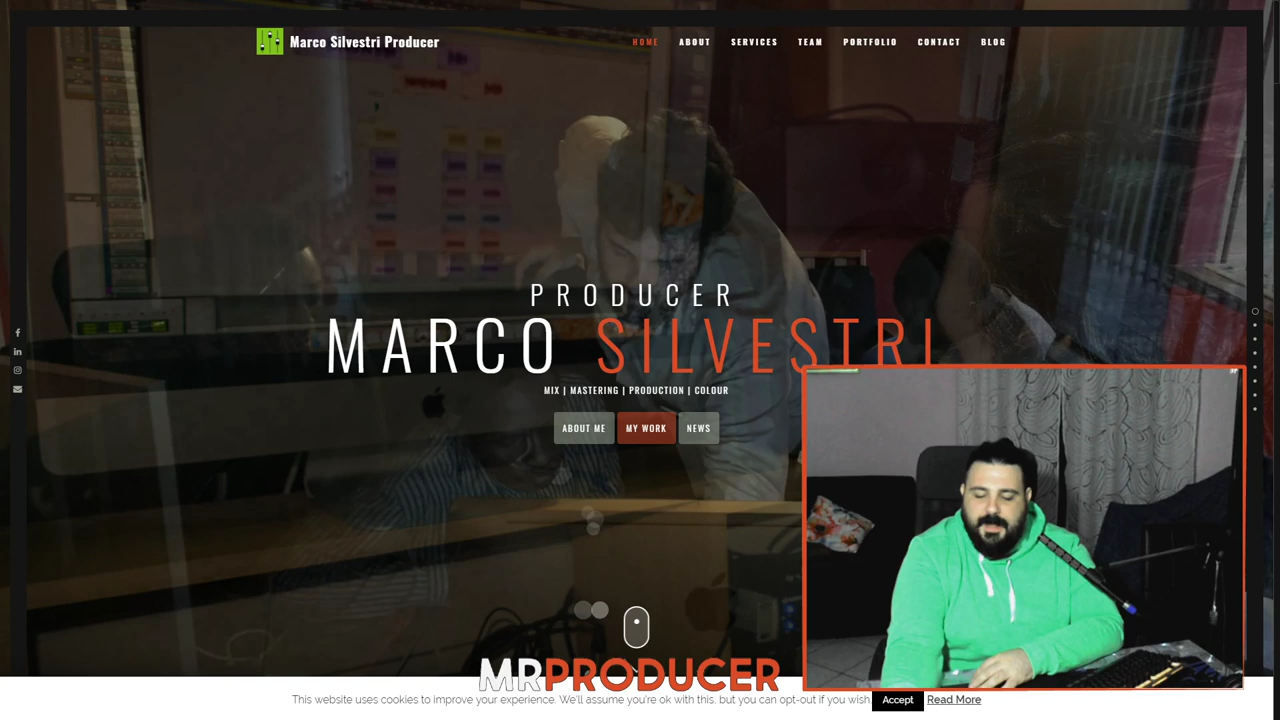 Marco Silvestri Producer
HOME ABOUT SERVICES TEAM PORTFOLIO CONTACT BLOG
PRODUCER
MARCO SILVESTRI
MIX | MASTERING | PRODUCTION | COLOUR
ABOUT ME MY WORK NEWS
MRPRODUCER
This website uses cookies to improve your experience. We'll assume you're ok with this, but you can opt-out if you wish. Accept Read More